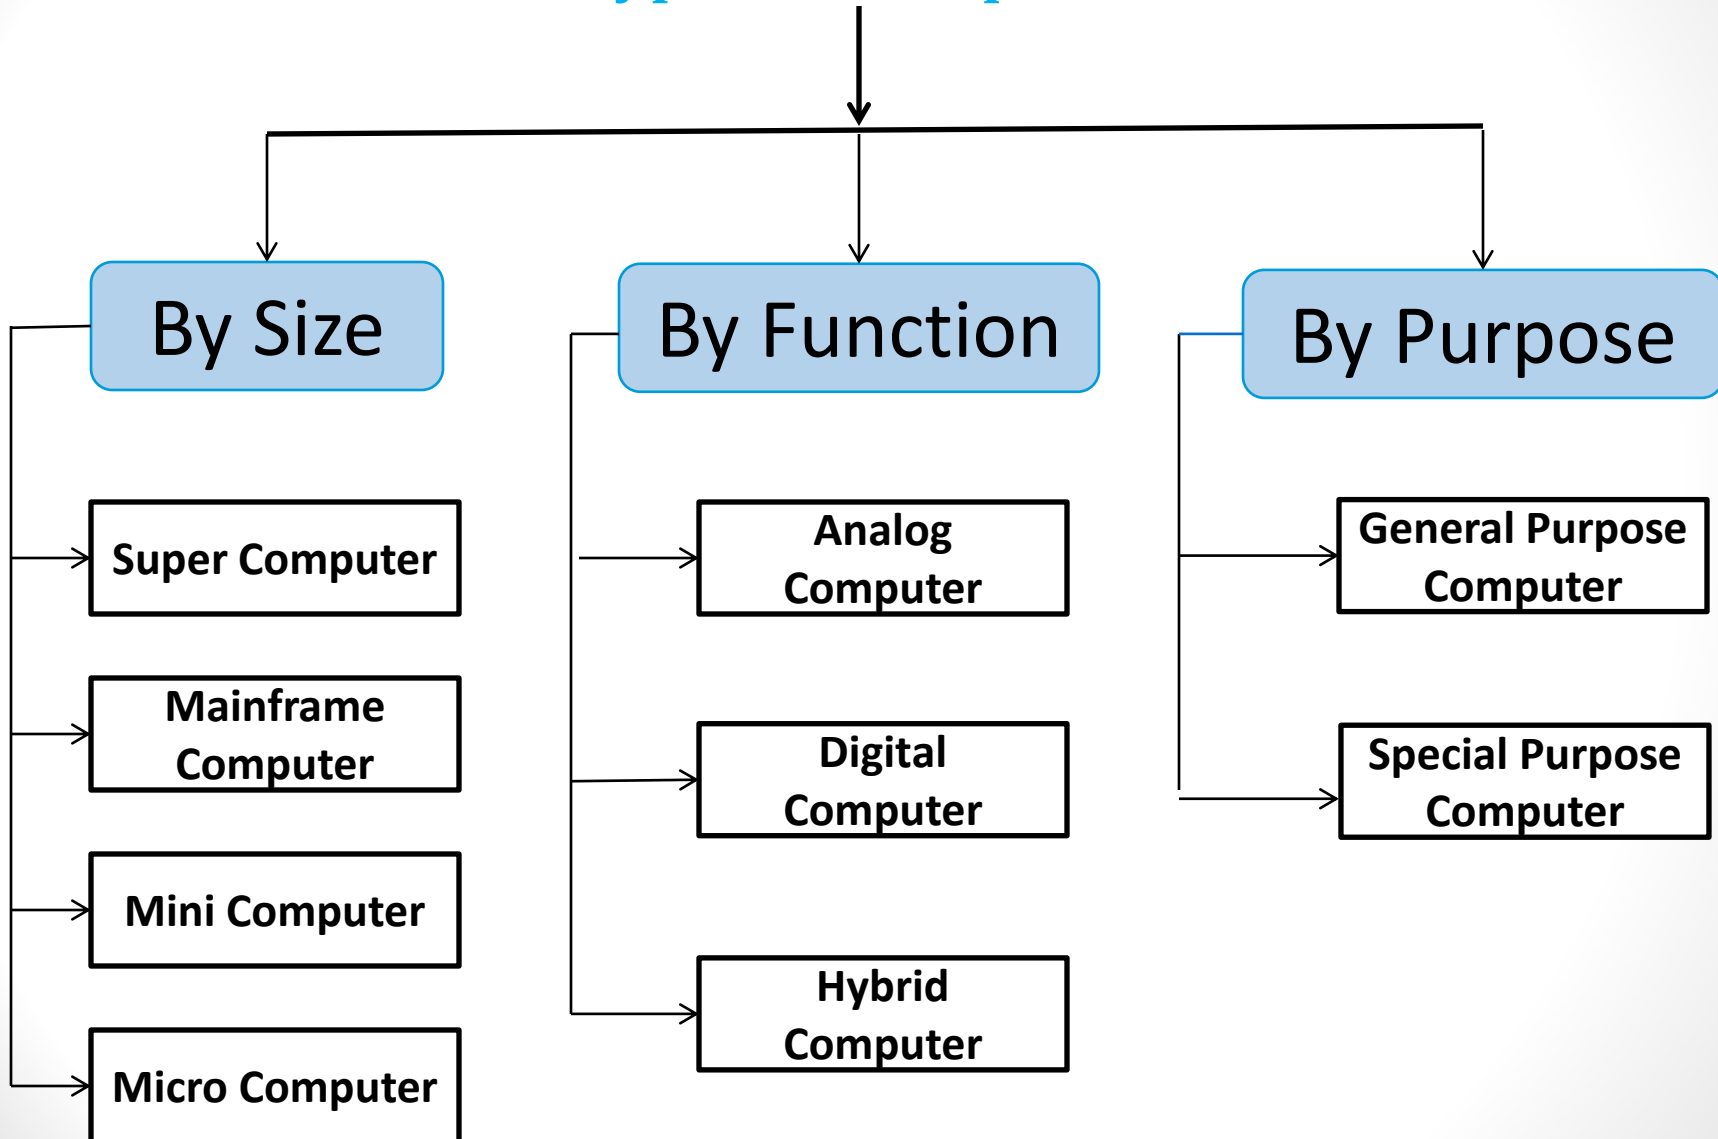 By Size
By Function
By Purpose
Super Computer
Mainframe
Computer
Mini Computer
Micro Computer
Analog
Computer
Digital
Computer
Hybrid
Computer
General Purpose
Computer
Special Purpose
Computer